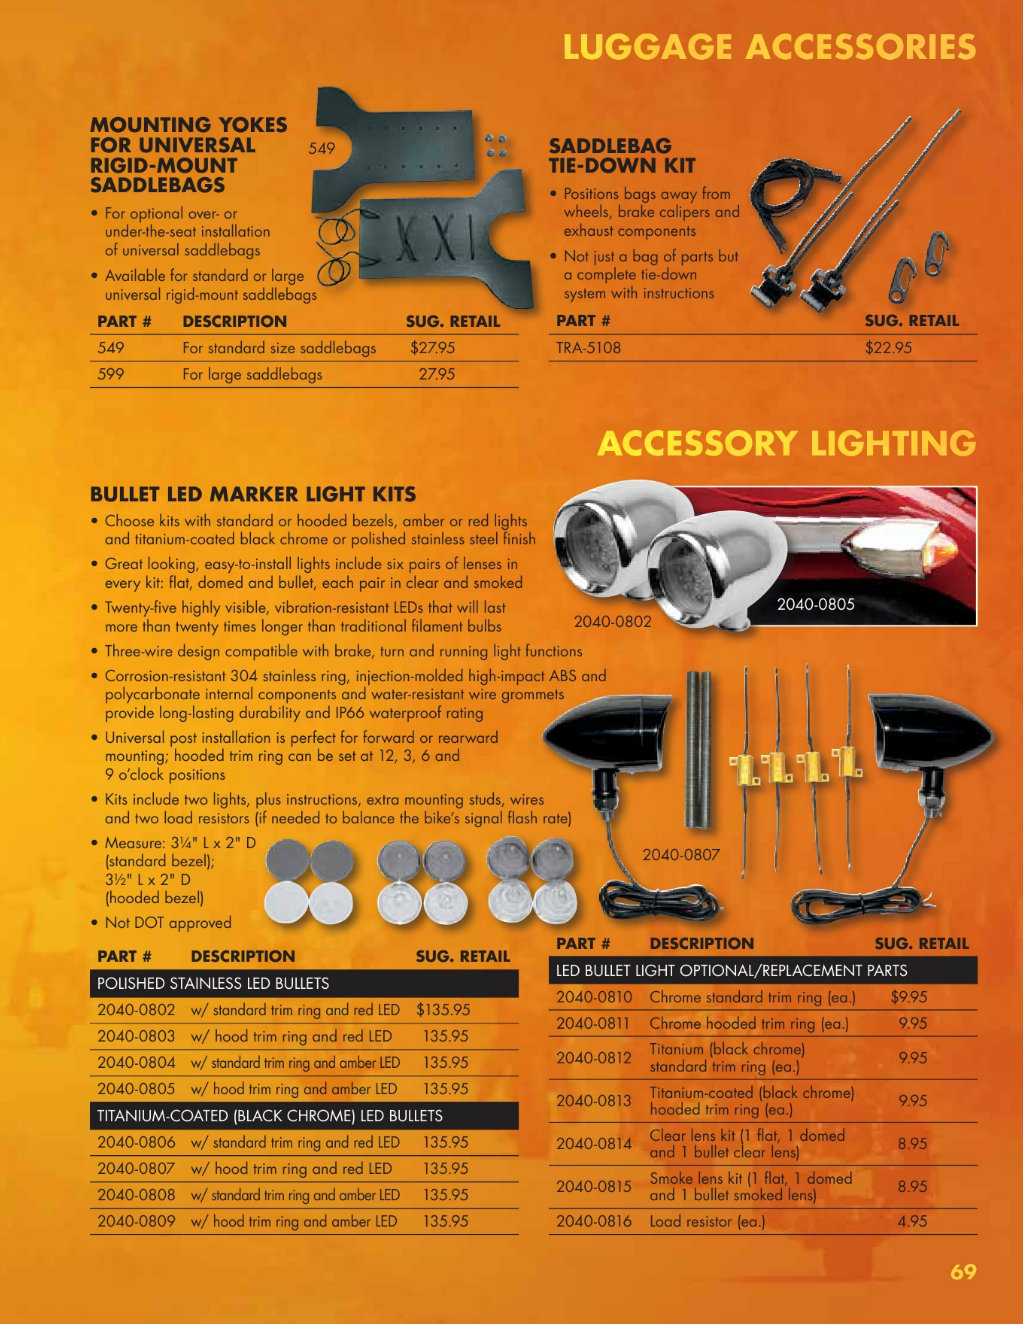 LUGGAGE ACCESSORIES
MOUNTING YOKES
FOR UNIVERSAL
RIGID-MOUNT
SADDLEBAGS
549
• For optional over- or
under-the-seat installation
of universal saddlebags
• Available for standard or large
universal rigid-mount saddlebags
PART # DESCRIPTION SUG. RETAIL
549 For standard size saddlebags $27.95
599 For large saddlebags 27.95
SADDLEBAG
TIE-DOWN KIT
• Positions bags away from
wheels, brake calipers and
exhaust components
• Not just a bag of parts but
a complete tie-down
system with instructions
PART # SUG. RETAIL
TRA-5108 $22.95
ACCESSORY LIGHTING
BULLET LED MARKER LIGHT KITS
• Choose kits with standard or hooded bezels, amber or red lights
and titanium-coated black chrome or polished stainless steel finish
• Great looking, easy-to-install lights include six pairs of lenses in
every kit: flat, domed and bullet, each pair in clear and smoked
• Twenty-five highly visible, vibration-resistant LEDs that will last
more than twenty times longer than traditional filament bulbs
• Three-wire design compatible with brake, turn and running light functions
• Corrosion-resistant 304 stainless ring, injection-molded high-impact ABS and
polycarbonate internal components and water-resistant wire grommets
provide long-lasting durability and IP66 waterproof rating
• Universal post installation is perfect for forward or rearward
mounting; hooded trim ring can be set at 12, 3, 6 and
9 o'clock positions
• Kits include two lights, plus instructions, extra mounting studs, wires
and two load resistors (if needed to balance the bike's signal flash rate)
• Measure: 3¼" L x 2" D
(standard bezel);
3½" L x 2" D
(hooded bezel)
• Not DOT approved
2040-0802
2040-0805
2040-0807
PART # DESCRIPTION SUG. RETAIL
POLISHED STAINLESS LED BULLETS
2040-0802 w/ standard trim ring and red LED $135.95
2040-0803 w/ hood trim ring and red LED 135.95
2040-0804 w/ standard trim ring and amber LED 135.95
2040-0805 w/ hood trim ring and amber LED 135.95
TITANIUM-COATED (BLACK CHROME) LED BULLETS
2040-0806 w/ standard trim ring and red LED 135.95
2040-0807 w/ hood trim ring and red LED 135.95
2040-0808 w/ standard trim ring and amber LED 135.95
2040-0809 w/ hood trim ring and amber LED 135.95
PART # DESCRIPTION SUG. RETAIL
LED BULLET LIGHT OPTIONAL/REPLACEMENT PARTS
2040-0810 Chrome standard trim ring (ea.) $9.95
2040-0811 Chrome hooded trim ring (ea.) 9.95
2040-0812 Titanium (black chrome)
standard trim ring (ea.) 9.95
2040-0813 Titanium-coated (black chrome)
hooded trim ring (ea.) 9.95
2040-0814 Clear lens kit (1 flat, 1 domed
and 1 bullet clear lens) 8.95
2040-0815 Smoke lens kit (1 flat, 1 domed
and 1 bullet smoked lens) 8.95
2040-0816 Load resistor (ea.) 4.95
69